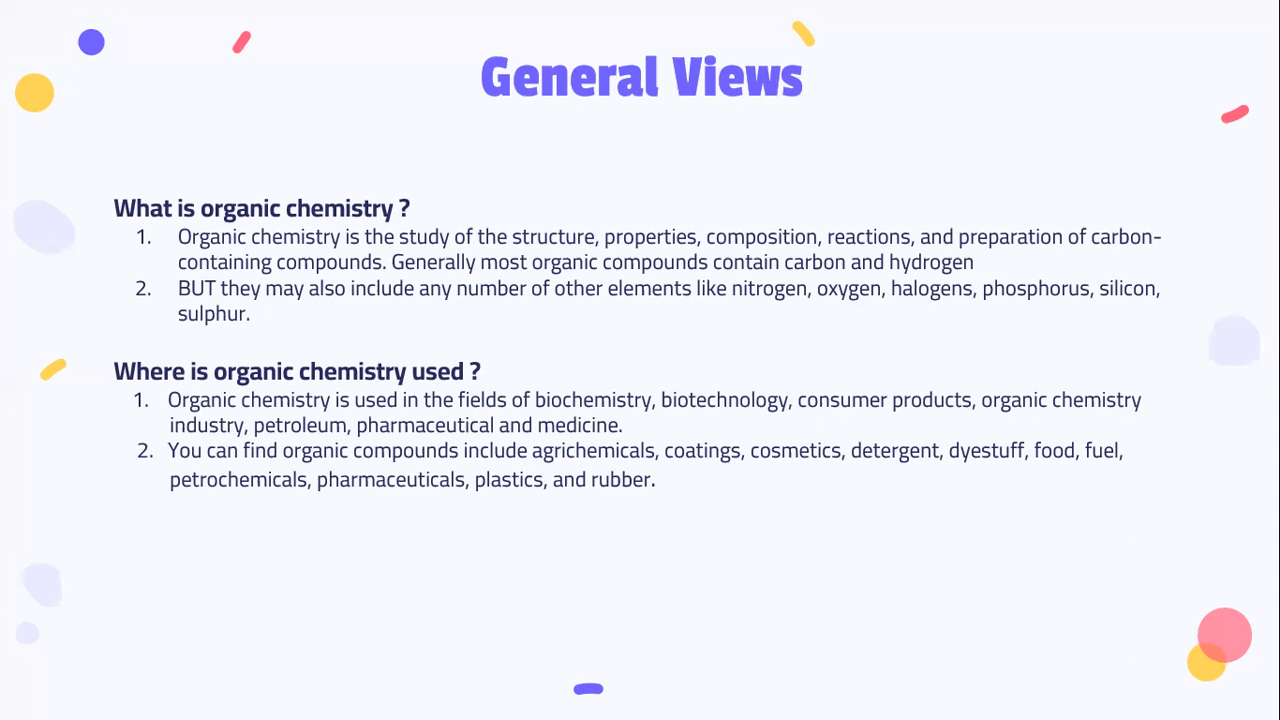 General Views
What is organic chemistry ?
1. Organic chemistry is the study of the structure, properties, composition, reactions, and preparation of carbon-
containing compounds. Generally most organic compounds contain carbon and hydrogen
2. BUT they may also include any number of other elements like nitrogen, oxygen, halogens, phosphorus, silicon,
sulphur.
Where is organic chemistry used ?
1. Organic chemistry is used in the fields of biochemistry, biotechnology, consumer products, organic chemistry
industry, petroleum, pharmaceutical and medicine.
2. You can find organic compounds include agrichemicals, coatings, cosmetics, detergent, dyestuff, food, fuel,
petrochemicals, pharmaceuticals, plastics, and rubber.